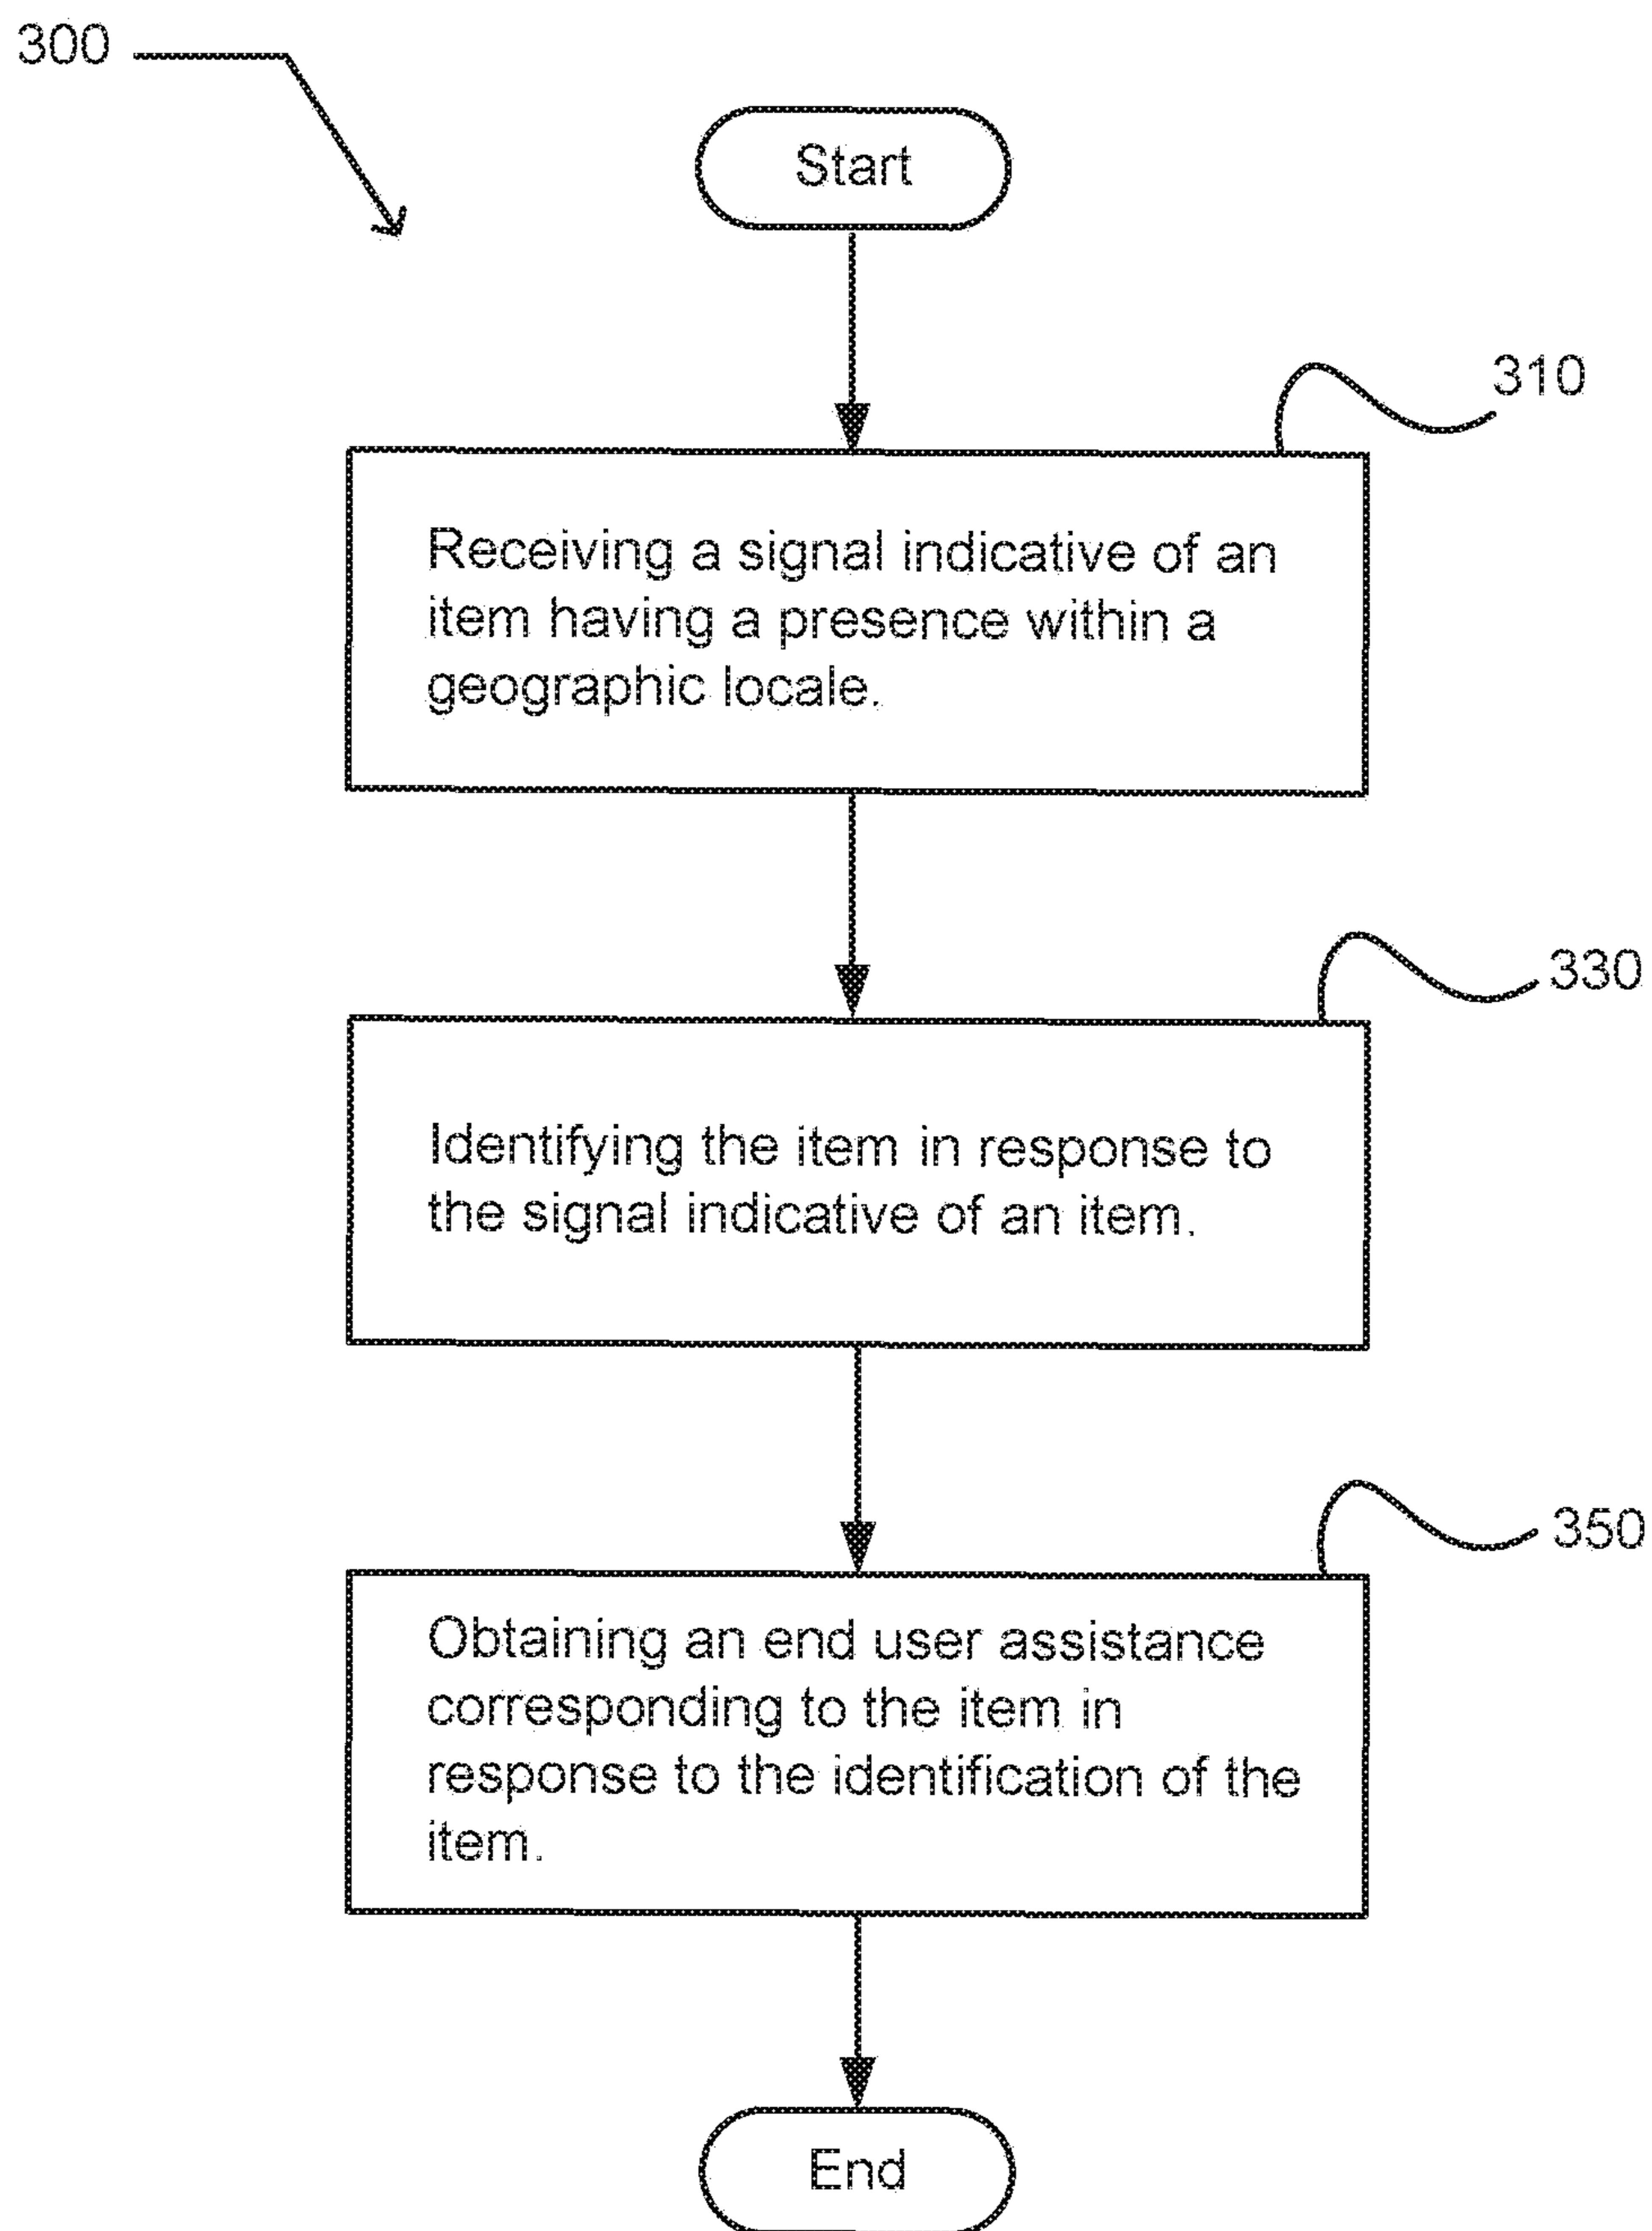 300
Start
310
Receiving a signal indicative of an
item having a presence within a
geographic locale.
330
Identifying the item in response to
the signal indicative of an item.
350
Obtaining an end user assistance
corresponding to the item in
response to the identification of the
item.
End